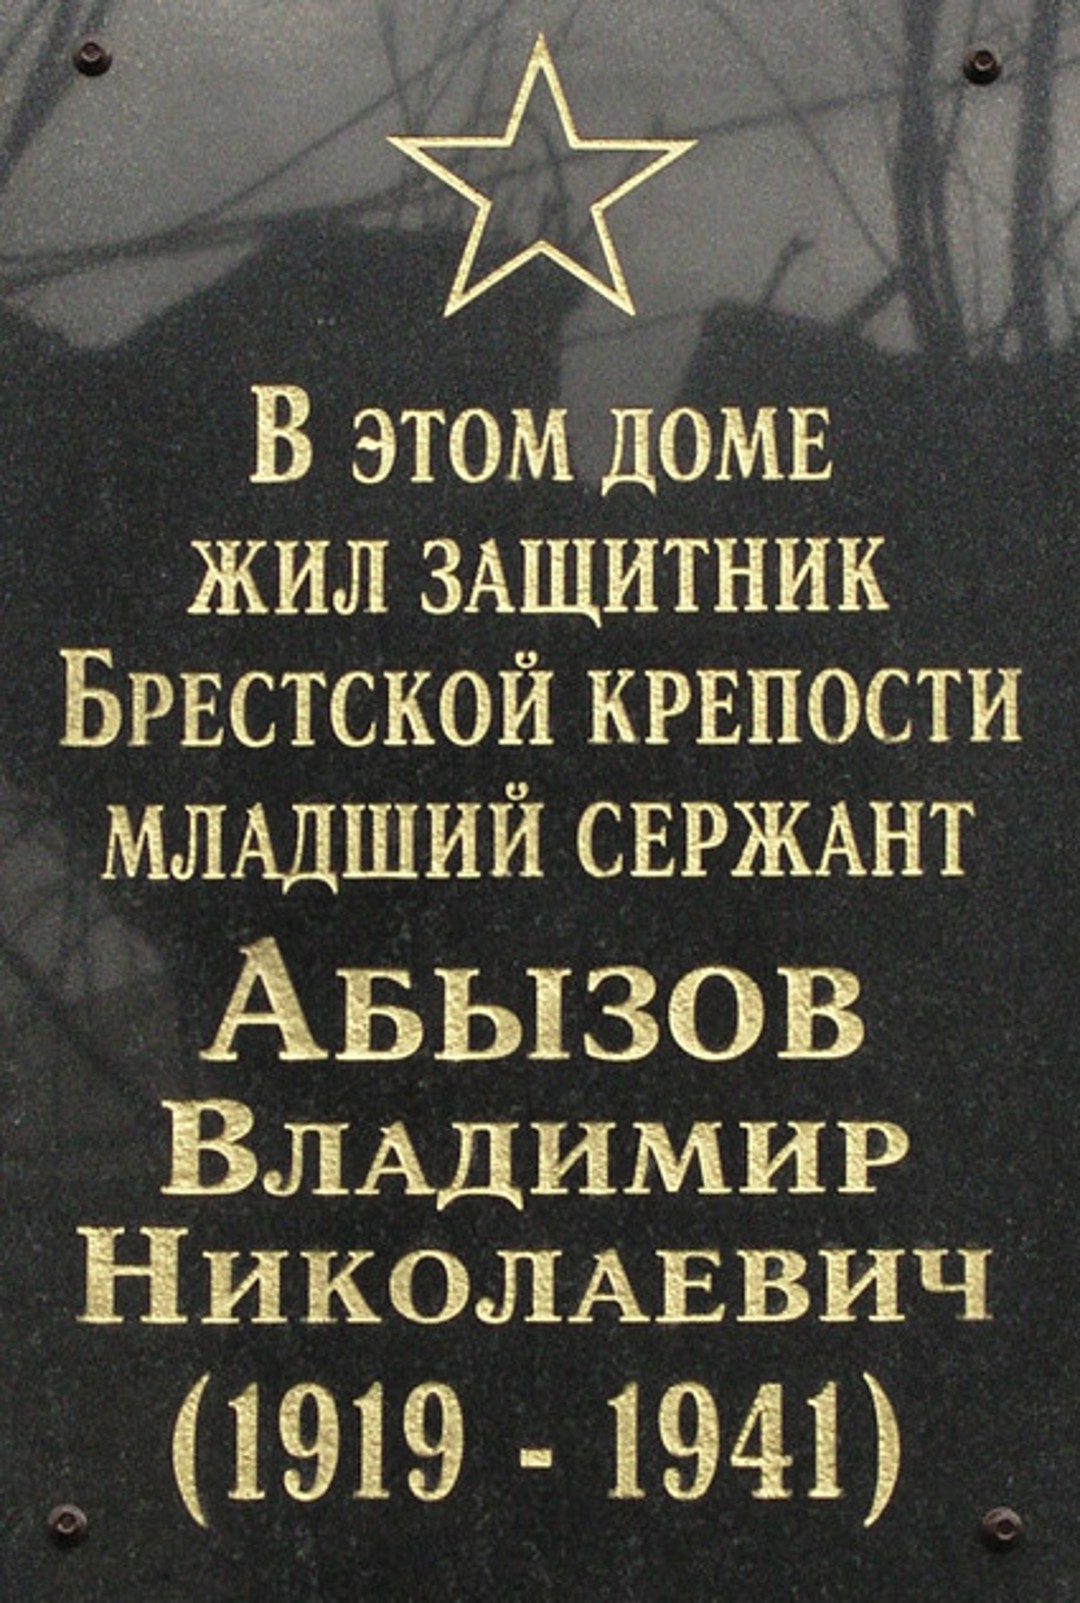 В этом доме
жил защитник
Брестской крепости
младший сержант
Абызов
Владимир
Николаевич
(1919 - 1941)